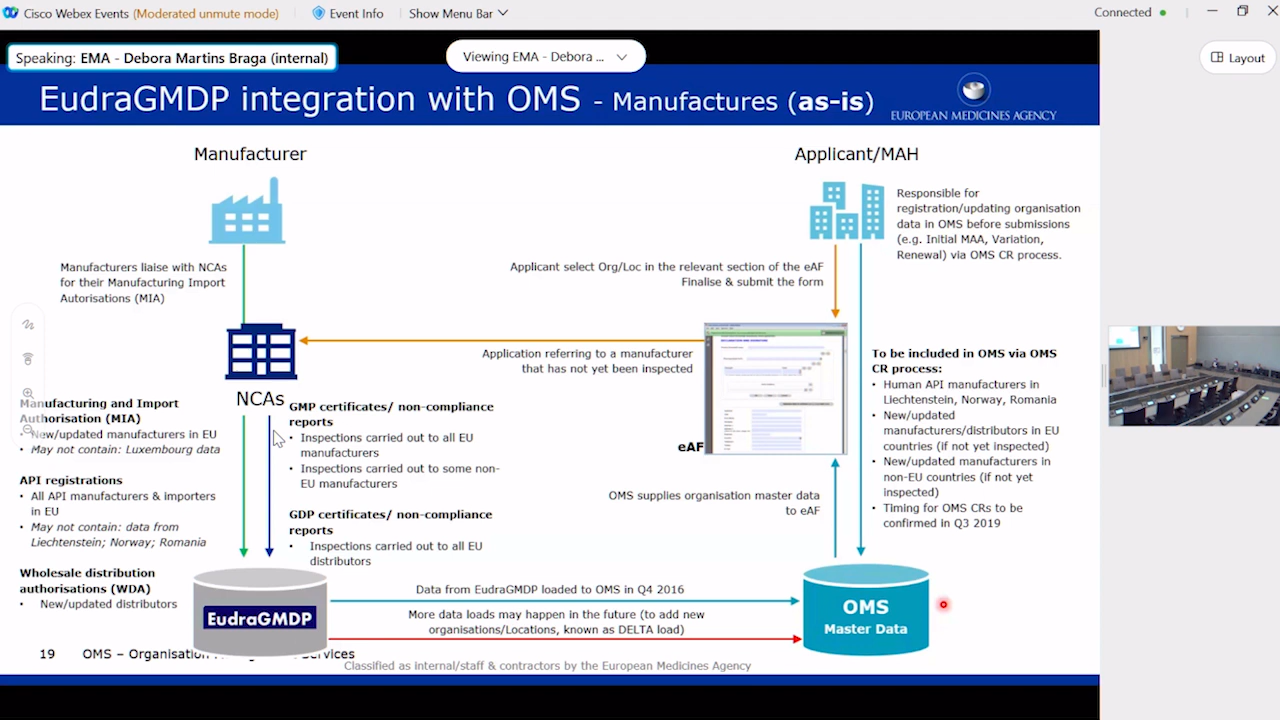 Cisco Webex Events (Moderated unmute mode)
Event Info
Show Menu Bar
Connected
Speaking: EMA - Debora Martins Braga (internal)
Viewing EMA - Debora ...
Layout
EudraGMDP integration with OMS - Manufactures (as-is)
EUROPEAN MEDICINES AGENCY
Manufacturer
Applicant/MAH
Responsible for
registration/updating organisation
data in OMS before submissions
(e.g. Initial MAA, Variation,
Renewal) via OMS CR process.
Manufacturers liaise with NCAs
for their Manufacturing Import
Autorisations (MIA)
Applicant select Org/Loc in the relevant section of the eAF
Finalise & submit the form
Application referring to a manufacturer
that has not yet been inspected
NCAs
eAF
Manufacturing and Import
Authorisation (MIA)
New/updated manufacturers in EU
• May not contain: Luxembourg data
API registrations
• All API manufacturers & importers
in EU
• May not contain: data from
Liechtenstein; Norway; Romania
Wholesale distribution
authorisations (WDA)
• New/updated distributors
GMP certificates/ non-compliance
reports
• Inspections carried out to all EU
manufacturers
• Inspections carried out to some non-
EU manufacturers
GDP certificates/ non-compliance
reports
• Inspections carried out to all EU
distributors
OMS supplies organisation master data
to eAF
To be included in OMS via OMS
CR process:
• Human API manufacturers in
Liechtenstein, Norway, Romania
• New/updated
manufacturers/distributors in EU
countries (if not yet inspected)
• New/updated manufacturers in
non-EU countries (if not yet
inspected)
• Timing for OMS CRs to be
confirmed in Q3 2019
EudraGMDP
Data from EudraGMDP loaded to OMS in Q4 2016
More data loads may happen in the future (to add new
organisations/Locations, known as DELTA load)
OMS
Master Data
19 OMS – Organisation Services
Classified as internal/staff & contractors by the European Medicines Agency